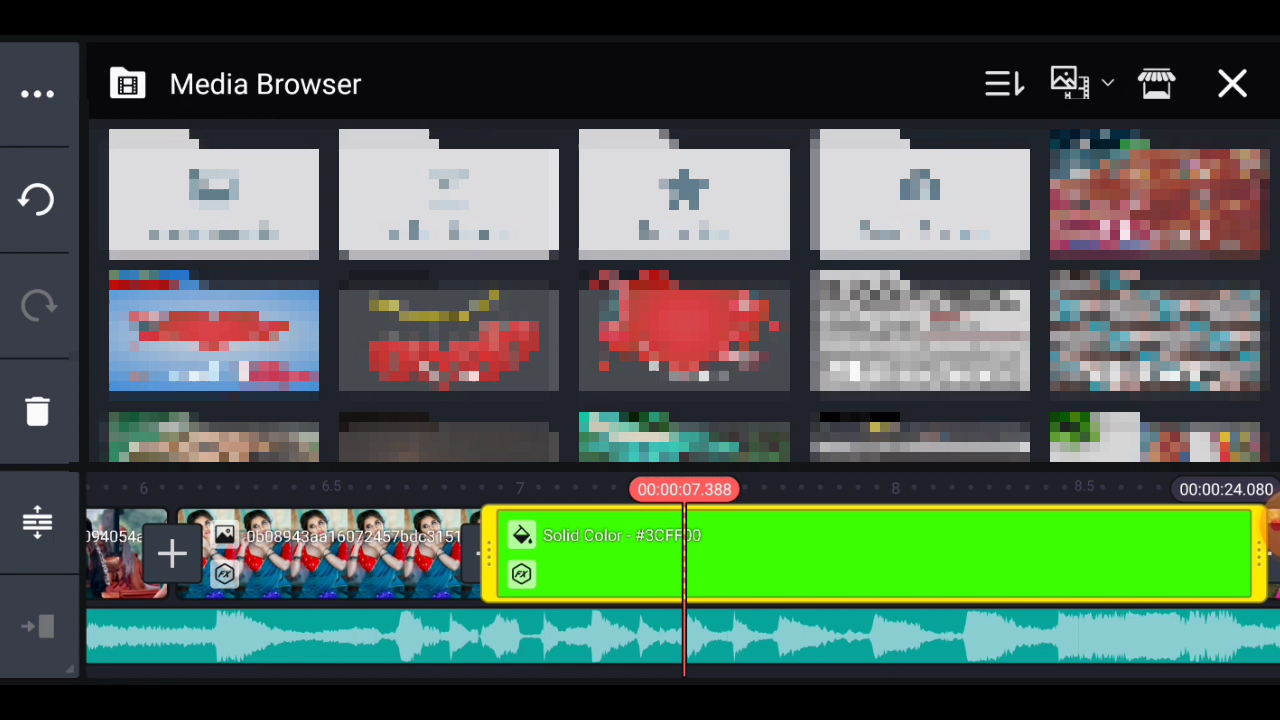 Media Browser
6
6.5
7
00:00:07.388
8
8.5
00:00:24.080
094054a
0b08943aa16072457bdc3151
Solid Color - #3CFF00